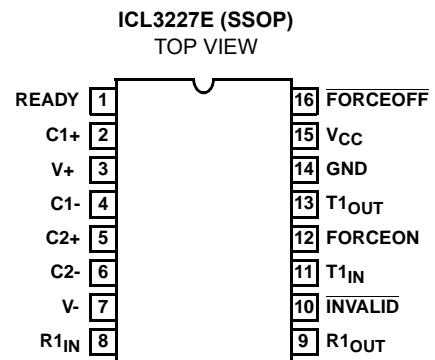 ICL3227E (SSOP)
TOP VIEW
READY 1 16 FORCEOFF
C1+ 2 15 VCC
V+ 3 14 GND
C1- 4 13 T1OUT
C2+ 5 12 FORCEON
C2- 6 11 T1IN
V- 7 10 INVALID
R1IN 8 9 R1OUT